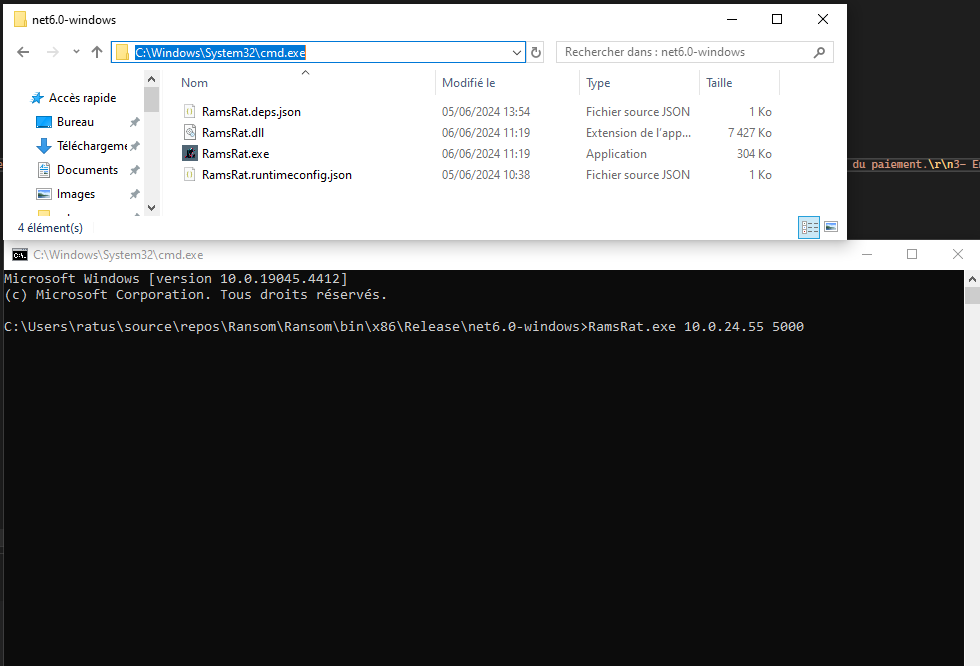 net6.0-windows
C:\Windows\System32\cmd.exe
Rechercher dans : net6.0-windows
Nom Modifié le Type Taille
Accès rapide
Bureau
Téléchargeme
Documents
Images
RamsRat.deps.json 05/06/2024 13:54 Fichier source JSON 1 Ko
RamsRat.dll 06/06/2024 11:19 Extension de l'app... 7 427 Ko
RamsRat.exe 06/06/2024 11:19 Application 304 Ko
RamsRat.runtimeconfig.json 05/06/2024 10:38 Fichier source JSON 1 Ko
du paiement.\r\n3- E
4 élément(s)
C:\Windows\System32\cmd.exe
Microsoft Windows [version 10.0.19045.4412]
(c) Microsoft Corporation. Tous droits réservés.
C:\Users\ratus\source\repos\Ransom\Ransom\bin\x86\Release\net6.0-windows>RamsRat.exe 10.0.24.55 5000